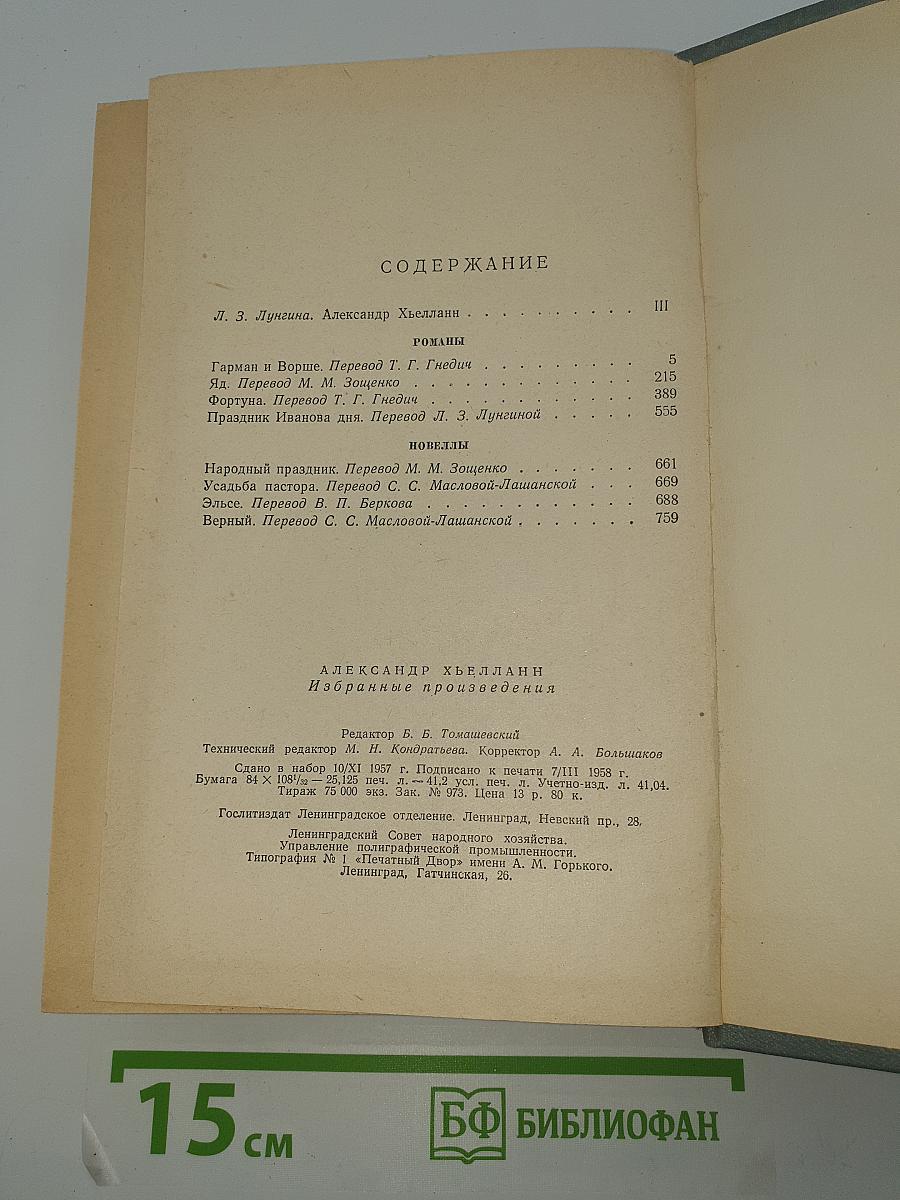 СОДЕРЖАНИЕ
Л. З. Лунгина. Александр Хьелланн . . . . . . . . . . III
РОМАНЫ
Гарман и Ворше. Перевод Т. Г. Гнедич . . . . . . . . . 5
Яд. Перевод М. М. Зощенко . . . . . . . . . . . . . 215
Фортуна. Перевод Т. Г. Гнедич . . . . . . . . . . . . 389
Праздник Иванова дня. Перевод Л. З. Лунгиной . . . . . 555
НОВЕЛЛЫ
Народный праздник. Перевод М. М. Зощенко . . . . . . . 661
Усадьба пастора. Перевод С. С. Масловой-Лашанской . . . 669
Эльсе. Перевод В. П. Беркова . . . . . . . . . . . . 688
Верный. Перевод С. С. Масловой-Лашанской . . . . . . . 759
АЛЕКСАНДР ХЬЕЛЛАНН
Избранные произведения
Редактор Б. Б. Томашевский
Технический редактор М. Н. Кондратьева. Корректор А. А. Большаков
Сдано в набор 10/XI 1957 г. Подписано к печати 7/III 1958 г.
Бумага 84 × 108¹/₃₂ — 25,125 печ. л. — 41,2 усл. печ. л. Учетно-изд. л. 41,04.
Тираж 75 000 экз. Зак. № 973. Цена 13 р. 80 к.
Гослитиздат Ленинградское отделение. Ленинград, Невский пр., 28.
Ленинградский Совет народного хозяйства.
Управление полиграфической промышленности.
Типография № 1 «Печатный Двор» имени А. М. Горького.
Ленинград, Гатчинская, 26.
15 см
БФ БИБЛИОФАН